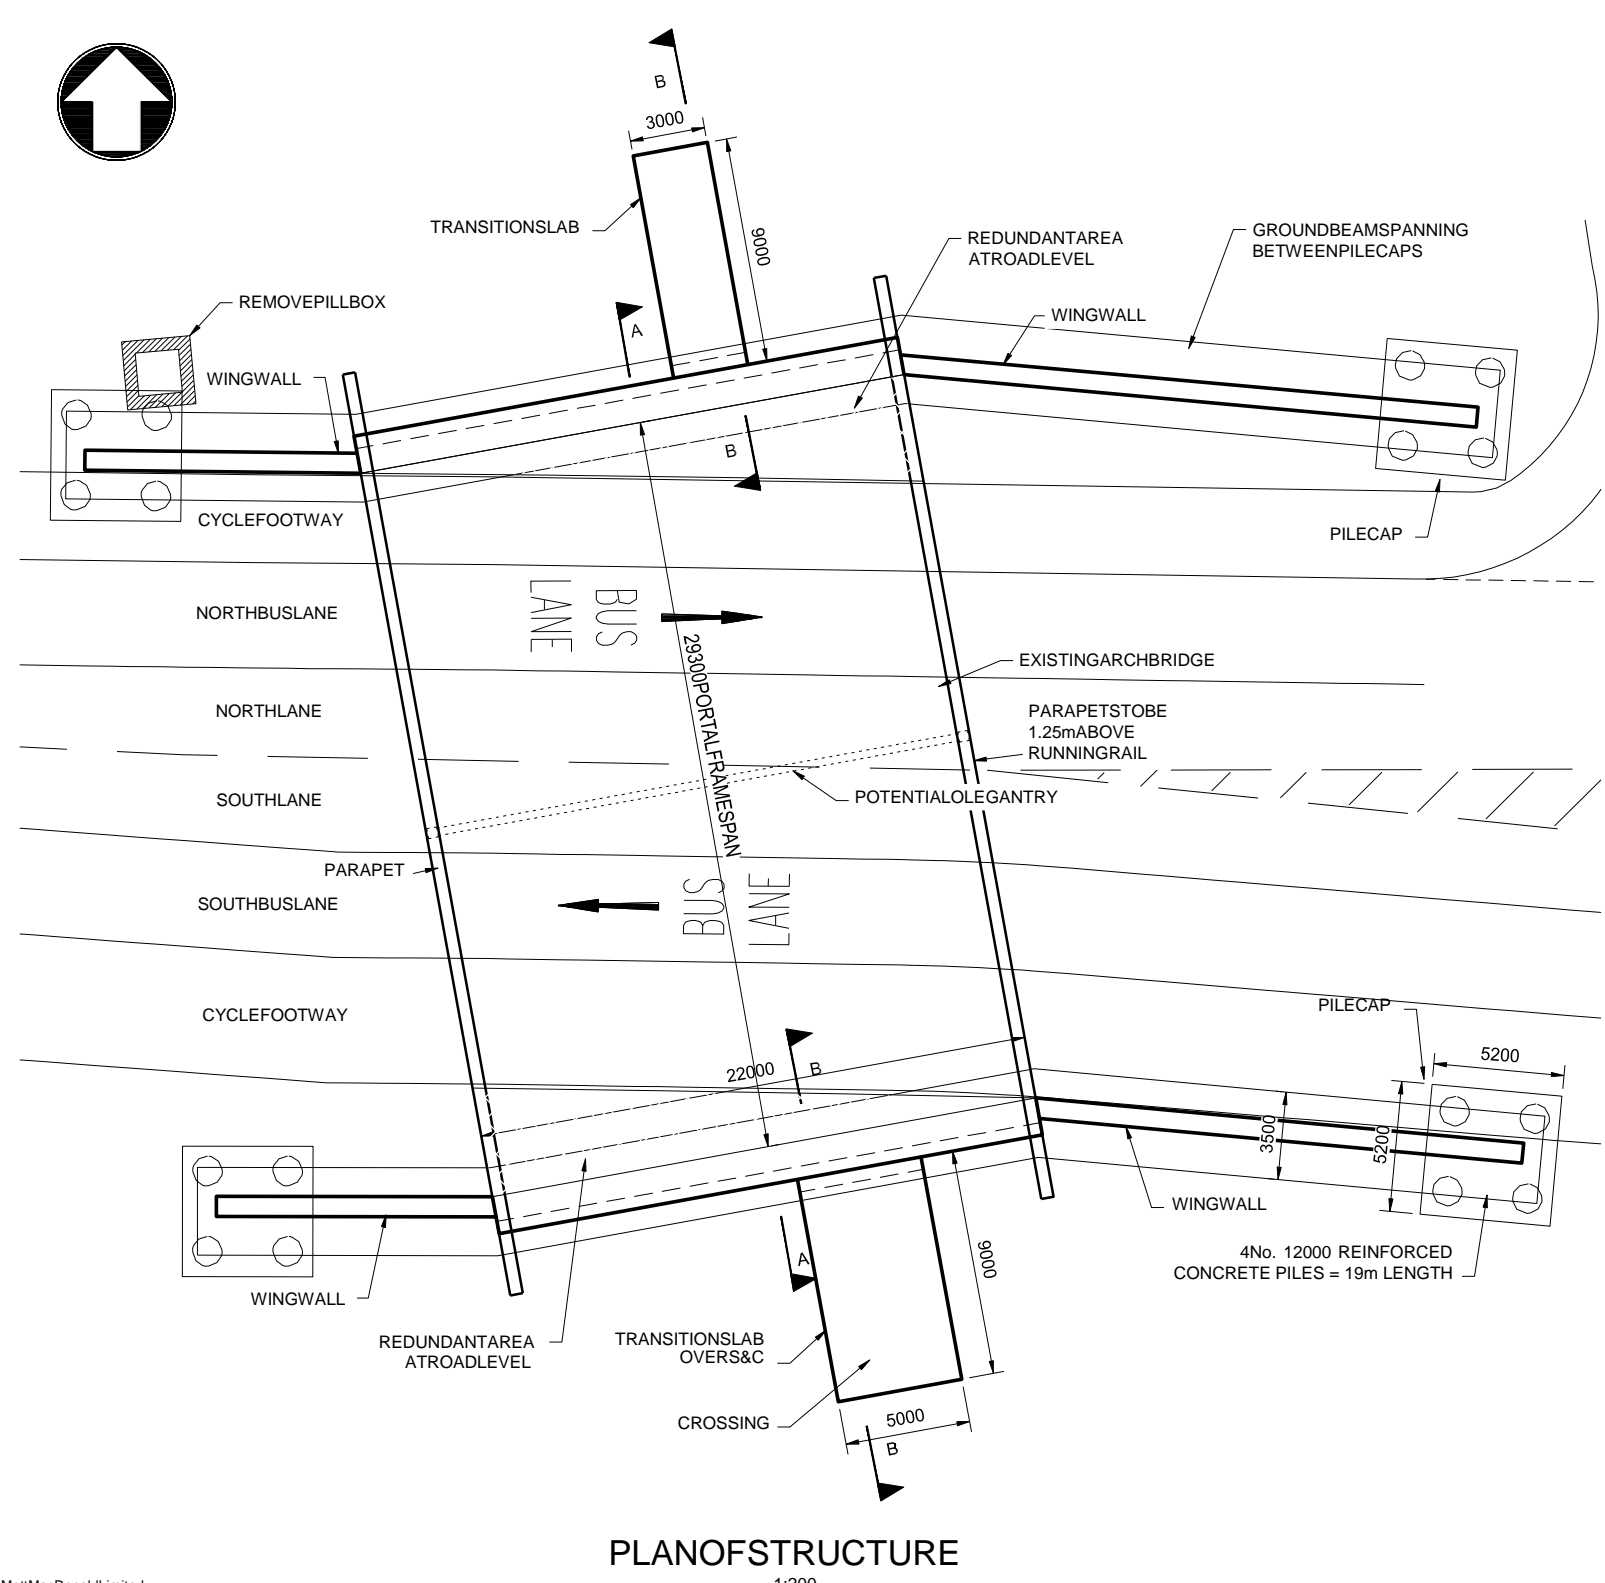 B
3000
TRANSITIONSLAB
9000
REDUNDANTAREA
ATROADLEVEL
GROUNDBEAMSPANNING
BETWEENPILECAPS
REMOVEPILLBOX
A
WINGWALL
WINGWALL
B
CYCLEFOOTWAY
PILECAP
NORTHBUSLANE
BUS
LANE
29300PORTALFRAMESPAN
EXISTINGARCHBRIDGE
NORTHLANE
PARAPETSTOBE
1.25mABOVE
RUNNINGRAIL
SOUTHLANE
POTENTIALOLEGANTRY
PARAPET
SOUTHBUSLANE
BUS
LANE
CYCLEFOOTWAY
PILECAP
5200
22000
B
3500
5200
WINGWALL
A
9000
4No. 12000 REINFORCED
CONCRETE PILES = 19m LENGTH
WINGWALL
REDUNDANTAREA
ATROADLEVEL
TRANSITIONSLAB
OVERS&C
CROSSING
5000
B
PLANOFSTRUCTURE
1:200